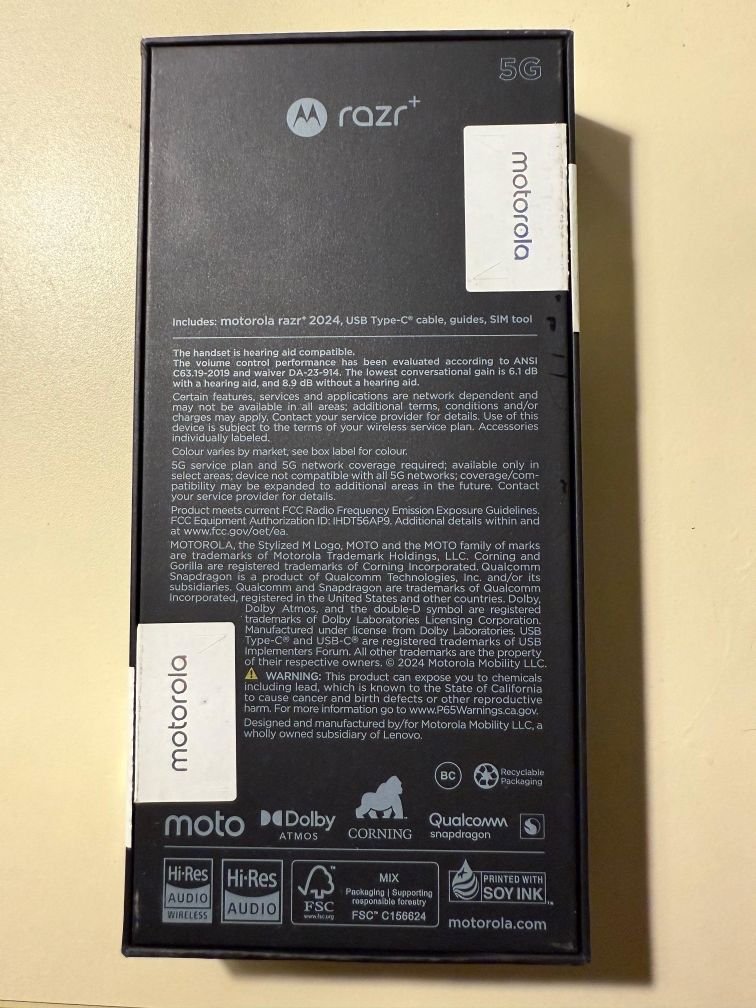 5G
razr+
motorola
Includes: motorola razr+ 2024, USB Type-C® cable, guides, SIM tool
The handset is hearing aid compatible.
The volume control performance has been evaluated according to ANSI
C63.19-2019 and waiver DA-23-914. The lowest conversational gain is 6.1 dB
with a hearing aid, and 8.9 dB without a hearing aid.
Certain features, services and applications are network dependent and
may not be available in all areas; additional terms, conditions and/or
charges may apply. Contact your service provider for details. Use of this
device is subject to the terms of your wireless service plan. Accessories
individually labeled.
Colour varies by market, see box label for colour.
5G service plan and 5G network coverage required; available only in
select areas; device not compatible with all 5G networks; coverage/com-
patibility may be expanded to additional areas in the future. Contact
your service provider for details.
Product meets current FCC Radio Frequency Emission Exposure Guidelines.
FCC Equipment Authorization ID: IHDT56AP9. Additional details within and
at www.fcc.gov/oet/ea.
MOTOROLA, the Stylized M Logo, MOTO and the MOTO family of marks
are trademarks of Motorola Trademark Holdings, LLC. Corning and
Gorilla are registered trademarks of Corning Incorporated. Qualcomm
Snapdragon is a product of Qualcomm Technologies, Inc. and/or its
subsidiaries. Qualcomm and Snapdragon are trademarks of Qualcomm
Incorporated, registered in the United States and other countries. Dolby,
Dolby Atmos, and the double-D symbol are registered
trademarks of Dolby Laboratories Licensing Corporation.
Manufactured under license from Dolby Laboratories. USB
Type-C® and USB-C® are registered trademarks of USB
Implementers Forum. All other trademarks are the property
of their respective owners. © 2024 Motorola Mobility LLC.
⚠ WARNING: This product can expose you to chemicals
including lead, which is known to the State of California
to cause cancer and birth defects or other reproductive
harm. For more information go to www.P65Warnings.ca.gov.
Designed and manufactured by/for Motorola Mobility LLC, a
wholly owned subsidiary of Lenovo.
motorola
BC
Recyclable
Packaging
moto
Dolby
ATMOS
CORNING
Qualcomm
snapdragon
Hi-Res
AUDIO
WIRELESS
Hi-Res
AUDIO
FSC
www.fsc.org
MIX
Packaging | Supporting
responsible forestry
FSC™ C156624
PRINTED WITH
SOY INK™
motorola.com